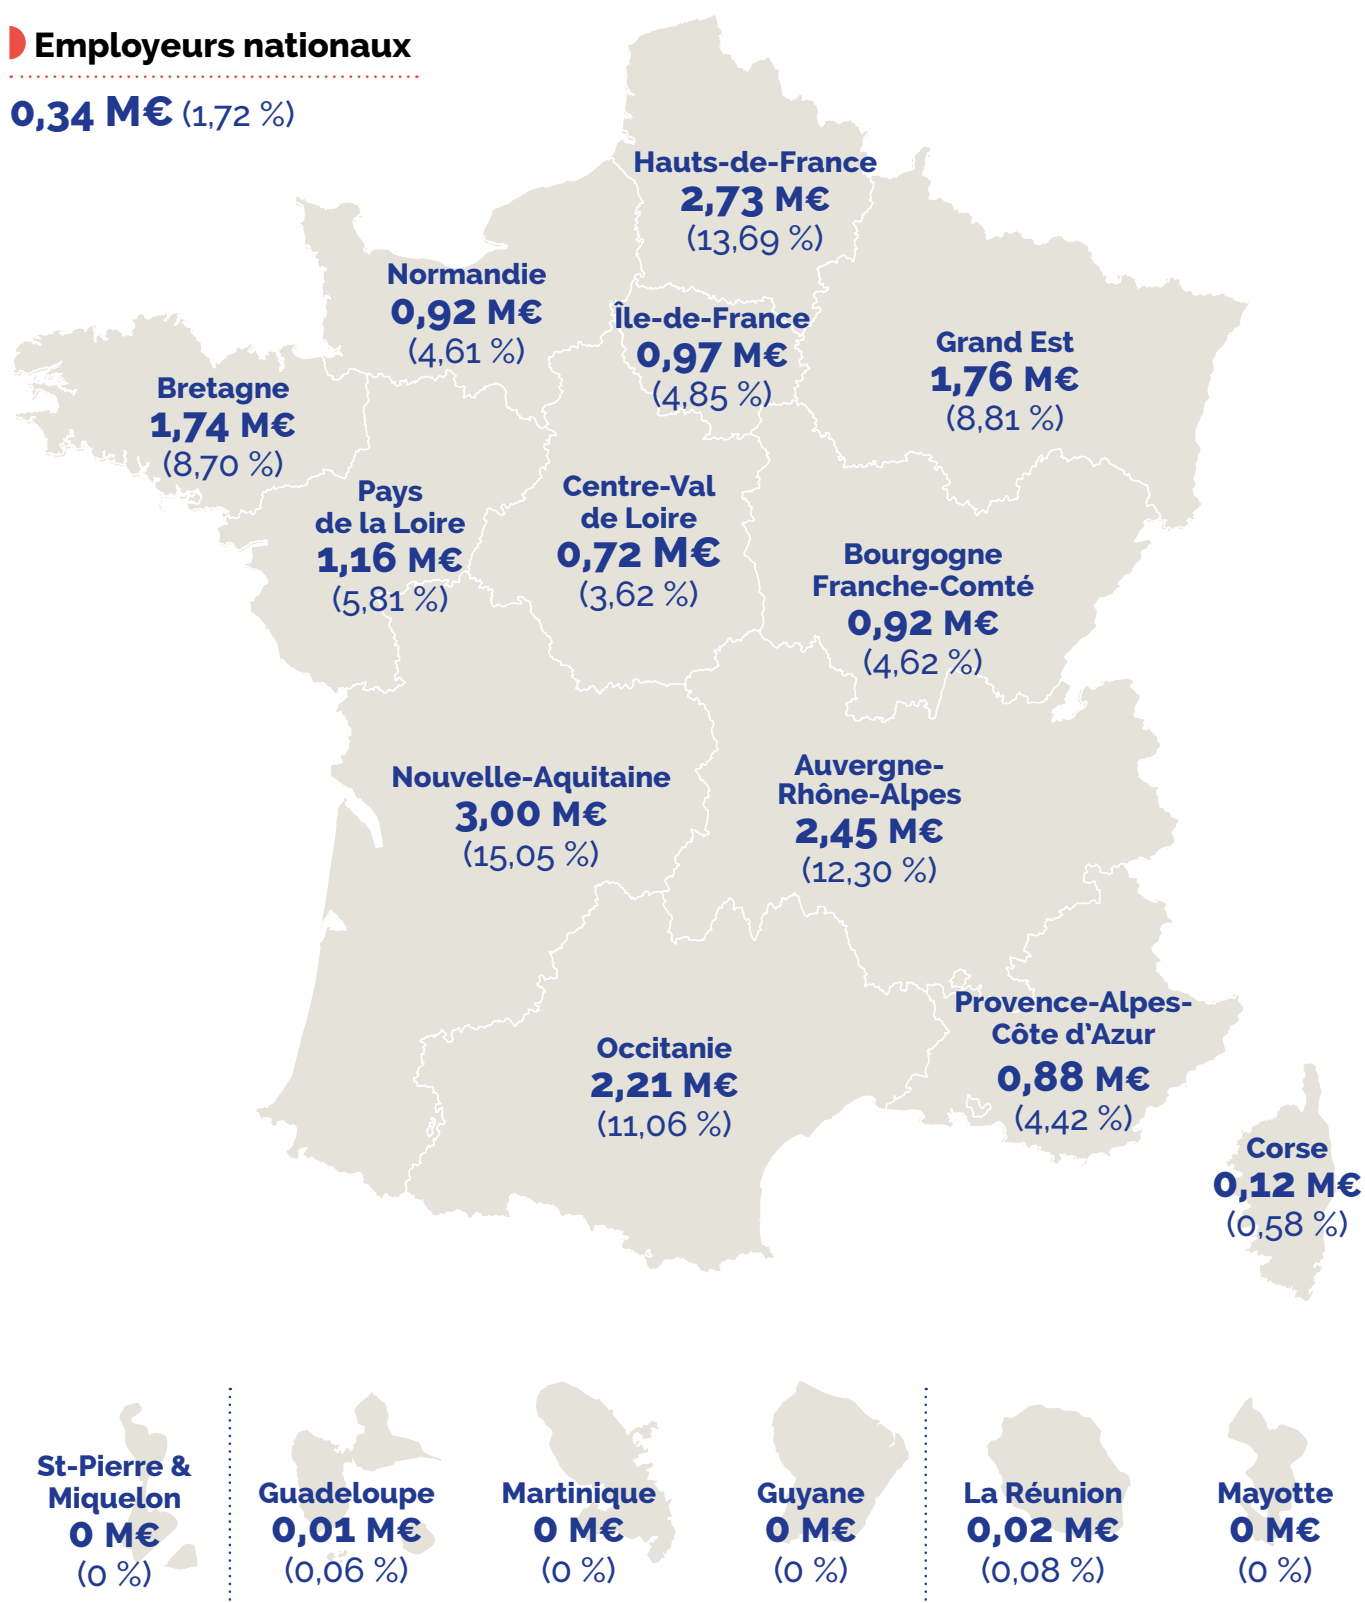 Employeurs nationaux
0,34 M€ (1,72 %)
Hauts-de-France
2,73 M€
(13,69 %)
Normandie
0,92 M€
(4,61 %)
Île-de-France
0,97 M€
(4,85 %)
Grand Est
1,76 M€
(8,81 %)
Bretagne
1,74 M€
(8,70 %)
Pays
de la Loire
1,16 M€
(5,81 %)
Centre-Val
de Loire
0,72 M€
(3,62 %)
Bourgogne
Franche-Comté
0,92 M€
(4,62 %)
Nouvelle-Aquitaine
3,00 M€
(15,05 %)
Auvergne-
Rhône-Alpes
2,45 M€
(12,30 %)
Occitanie
2,21 M€
(11,06 %)
Provence-Alpes-
Côte d’Azur
0,88 M€
(4,42 %)
Corse
0,12 M€
(0,58 %)
St-Pierre &
Miquelon
0 M€
(0 %)
Guadeloupe
0,01 M€
(0,06 %)
Martinique
0 M€
(0 %)
Guyane
0 M€
(0 %)
La Réunion
0,02 M€
(0,08 %)
Mayotte
0 M€
(0 %)